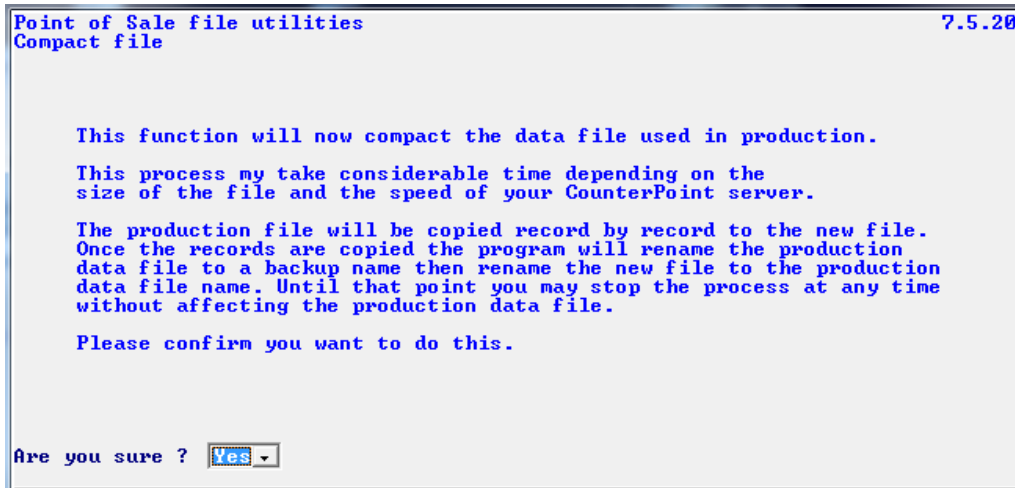 Point of Sale file utilities 7.5.20
Compact file
This function will now compact the data file used in production.
This process my take considerable time depending on the
size of the file and the speed of your CounterPoint server.
The production file will be copied record by record to the new file.
Once the records are copied the program will rename the production
data file to a backup name then rename the new file to the production
data file name. Until that point you may stop the process at any time
without affecting the production data file.
Please confirm you want to do this.
Are you sure ? Yes